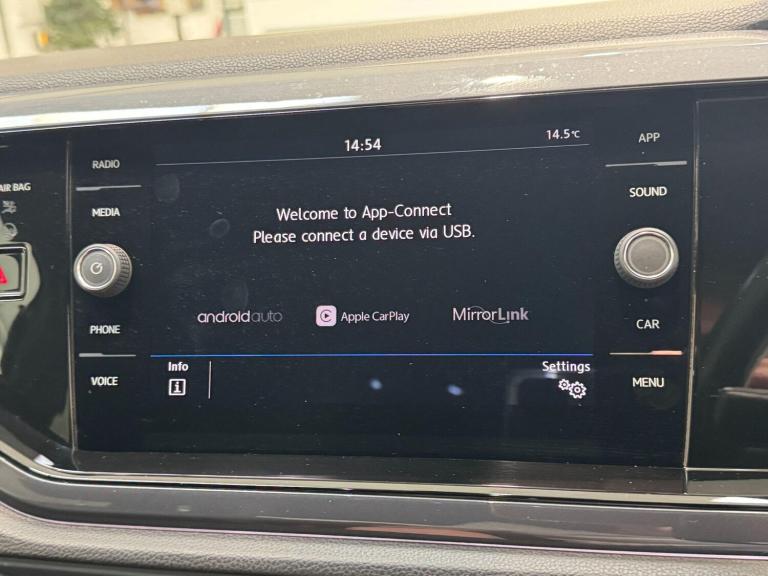 14:54
14.5°C
APP
RADIO
AIR BAG
MEDIA
SOUND
Welcome to App-Connect
Please connect a device via USB.
androidauto
Apple CarPlay
MirrorLink
PHONE
CAR
Info
Settings
VOICE
MENU